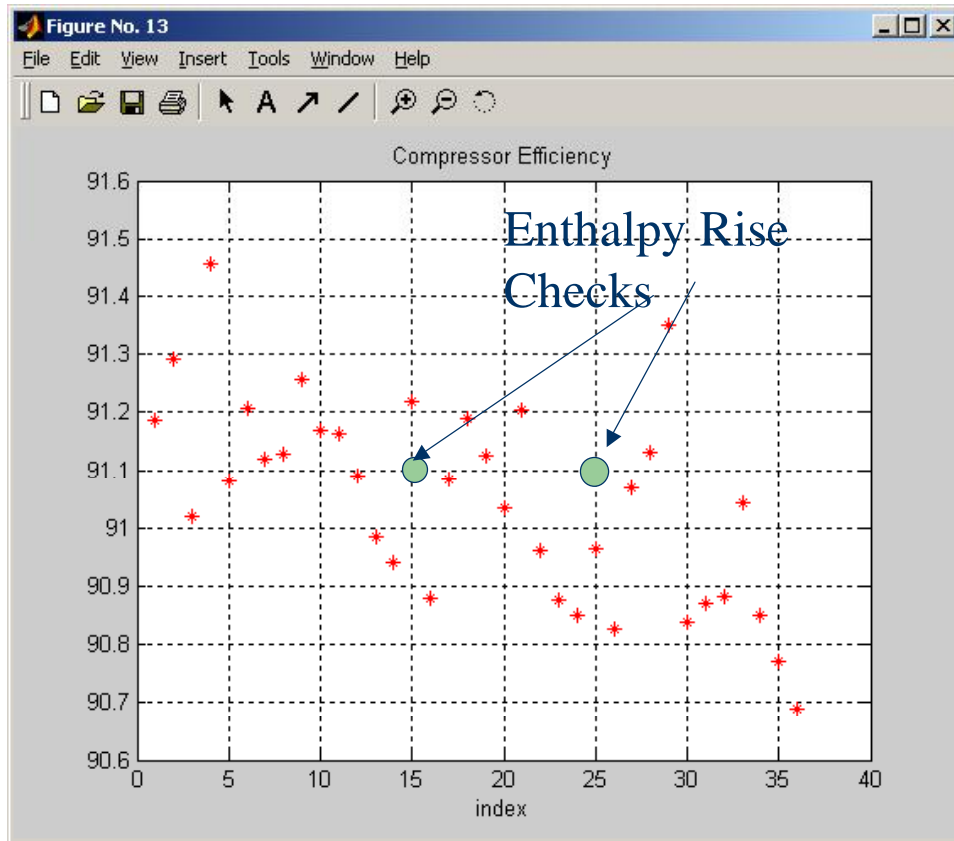 Figure No. 13
File Edit View Insert Tools Window Help
A
Compressor Efficiency
91.6
91.5
91.4
91.3
91.2
91.1
91
90.9
90.8
90.7
90.6
Enthalpy Rise
Checks
0 5 10 15 20 25 30 35 40
index